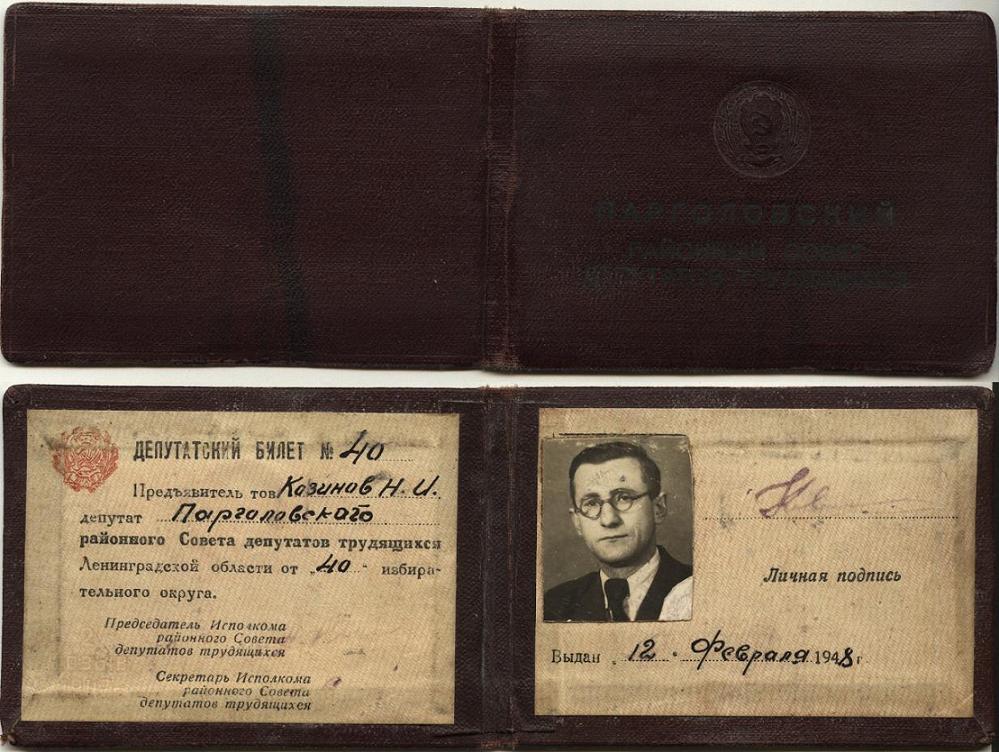 ПАРГОЛОВСКИЙ
РАЙОННЫЙ СОВЕТ
ДЕПУТАТОВ ТРУДЯЩИХСЯ
ДЕПУТАТСКИЙ БИЛЕТ № 40
Предъявитель тов. Казинов Н. И.
депутат Парголовскаго
районного Совета депутатов трудящихся
Ленинградской области от „40" избира-
тельного округа.
Председатель Исполкома
районного Совета
депутатов трудящихся
Секретарь Исполкома
районного Совета
депутатов трудящихся
Личная подпись
Выдан „12" Февраля 1948 г